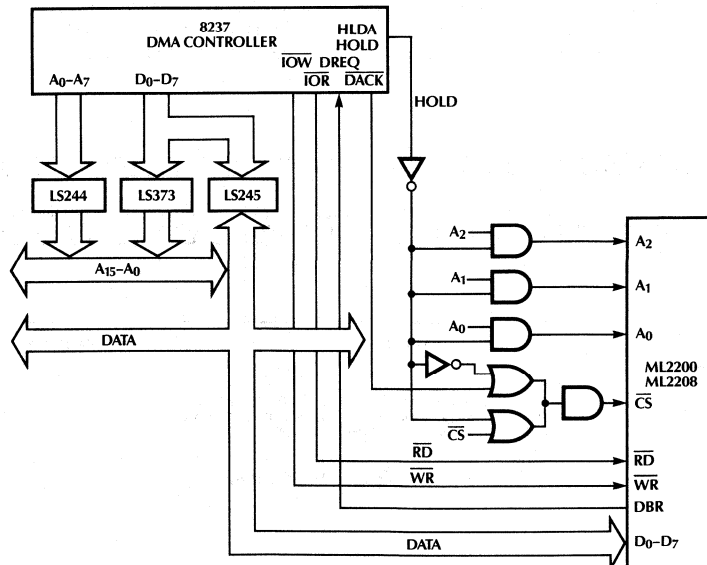 8237
DMA CONTROLLER
HLDA
HOLD
IOW DREQ
IOR DACK
A0–A7
D0–D7
HOLD
LS244
LS373
LS245
A15–A0
DATA
A2
A2
A1
A1
A0
A0
ML2200
ML2208
CS
CS
RD
RD
WR
WR
DBR
DATA
D0–D7